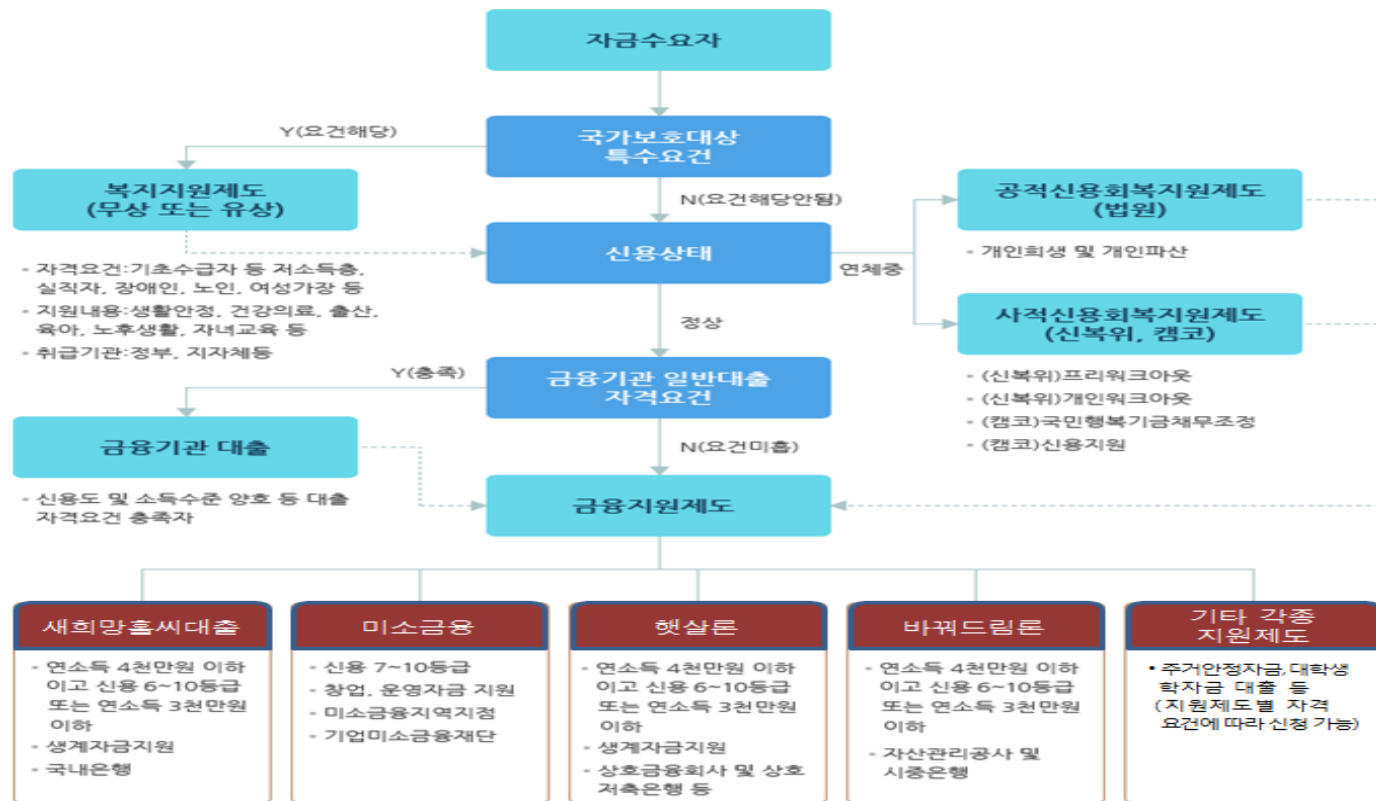 자금수요자
Y(요건해당)
국가보호대상
특수요건
복지지원제도
(무상 또는 유상)
N(요건해당안됨)
공적신용회복지원제도
(법원)
신용상태
연체중
- 개인회생 및 개인파산
- 자격요건:기초수급자 등 저소득층,
실직자, 장애인, 노인, 여성가장 등
- 지원내용:생활안정, 건강의료, 출산,
육아, 노후생활, 자녀교육 등
- 취급기관:정부, 지자체등
정상
사적신용회복지원제도
(신복위, 캠코)
Y(충족)
금융기관 일반대출
자격요건
- (신복위)프리워크아웃
- (신복위)개인워크아웃
- (캠코)국민행복기금채무조정
- (캠코)신용지원
금융기관 대출
N(요건미흡)
- 신용도 및 소득수준 양호 등 대출
자격요건 충족자
금융지원제도
새희망홀씨대출
- 연소득 4천만원 이하
이고 신용 6~10등급
또는 연소득 3천만원
이하
- 생계자금지원
- 국내은행
미소금융
- 신용 7~10등급
- 창업, 운영자금 지원
- 미소금융지역지점
- 기업미소금융재단
햇살론
- 연소득 4천만원 이하
이고 신용 6~10등급
또는 연소득 3천만원
이하
- 생계자금지원
- 상호금융회사 및 상호
저축은행 등
바꿔드림론
- 연소득 4천만원 이하
이고 신용 6~10등급
또는 연소득 3천만원
이하
- 자산관리공사 및
시중은행
기타 각종
지원제도
• 주거안정자금, 대학생
학자금 대출 등
(지원제도별 자격
요건에 따라 신청 가능)